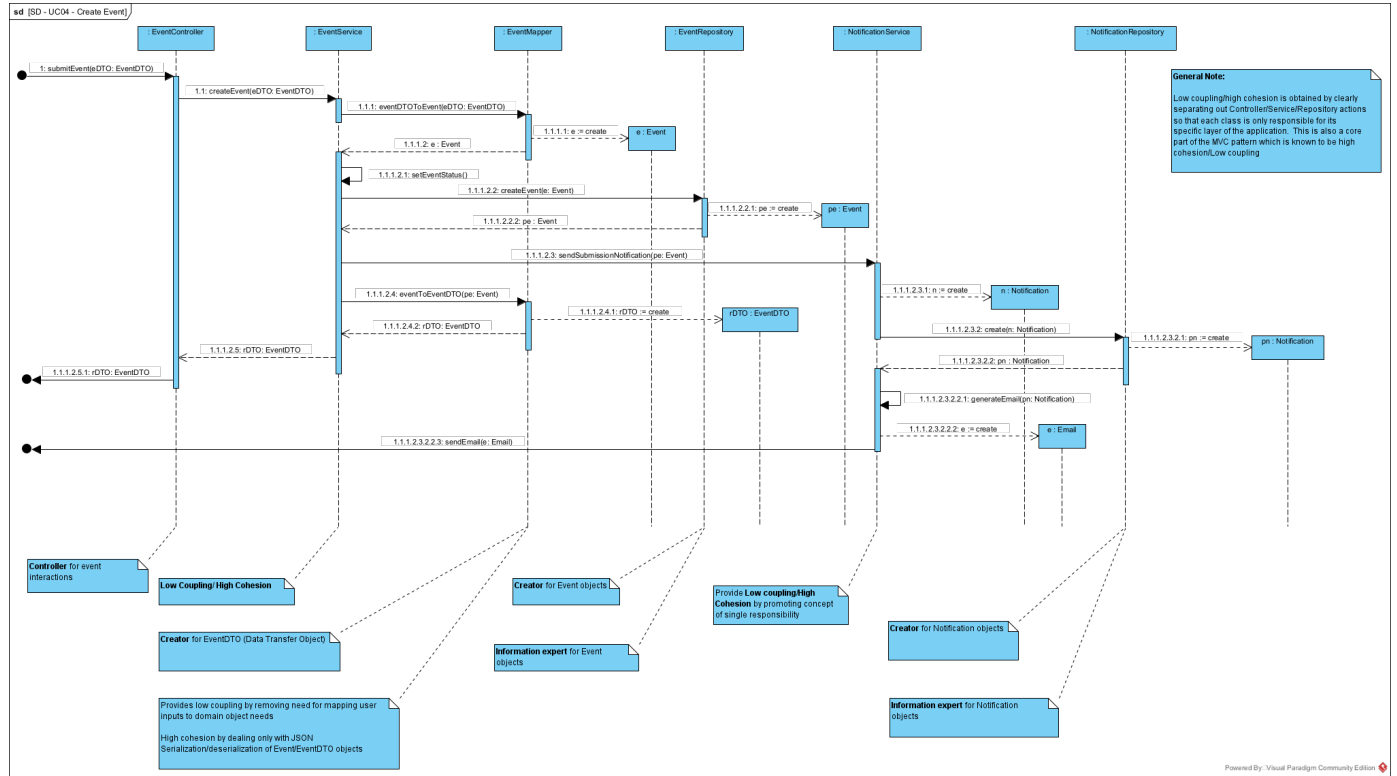 sd [SD - UC04 - Create Event]
: EventController
: EventService
: EventMapper
: EventRepository
: NotificationService
: NotificationRepository
1: submitEvent(eDTO: EventDTO)
1.1: createEvent(eDTO: EventDTO)
1.1.1: eventDTOToEvent(eDTO: EventDTO)
1.1.1.1: e := create
e : Event
1.1.1.2: e : Event
1.1.1.2.1: setEventStatus()
1.1.1.2.2: createEvent(e: Event)
1.1.1.2.2.1: pe := create
pe : Event
1.1.1.2.2.2: pe : Event
1.1.1.2.3: sendSubmissionNotification(pe: Event)
1.1.1.2.3.1: n := create
n : Notification
1.1.1.2.4: eventToEventDTO(pe: Event)
1.1.1.2.4.1: rDTO := create
rDTO : EventDTO
1.1.1.2.4.2: rDTO: EventDTO
1.1.1.2.3.2: create(n: Notification)
1.1.1.2.3.2.1: pn := create
pn : Notification
1.1.1.2.5: rDTO: EventDTO
1.1.1.2.3.2.2: pn : Notification
1.1.1.2.5.1: rDTO: EventDTO
1.1.1.2.3.2.2.1: generateEmail(pn: Notification)
1.1.1.2.3.2.2.2: e := create
e : Email
1.1.1.2.3.2.2.3: sendEmail(e: Email)
General Note:
Low coupling/high cohesion is obtained by clearly
separating out Controller/Service/Repository actions
so that each class is only responsible for its
specific layer of the application.  This is also a core
part of the MVC pattern which is known to be high
cohesion/Low coupling
Controller for event
interactions
Low Coupling/ High Cohesion
Creator for EventDTO (Data Transfer Object)
Provides low coupling by removing need for mapping user
inputs to domain object needs
High cohesion by dealing only with JSON
Serialization/deserialization of Event/EventDTO objects
Creator for Event objects
Information expert for Event
objects
Provide Low coupling/High
Cohesion by promoting concept
of single responsibility
Creator for Notification objects
Information expert for Notification
objects
Powered By: Visual Paradigm Community Edition